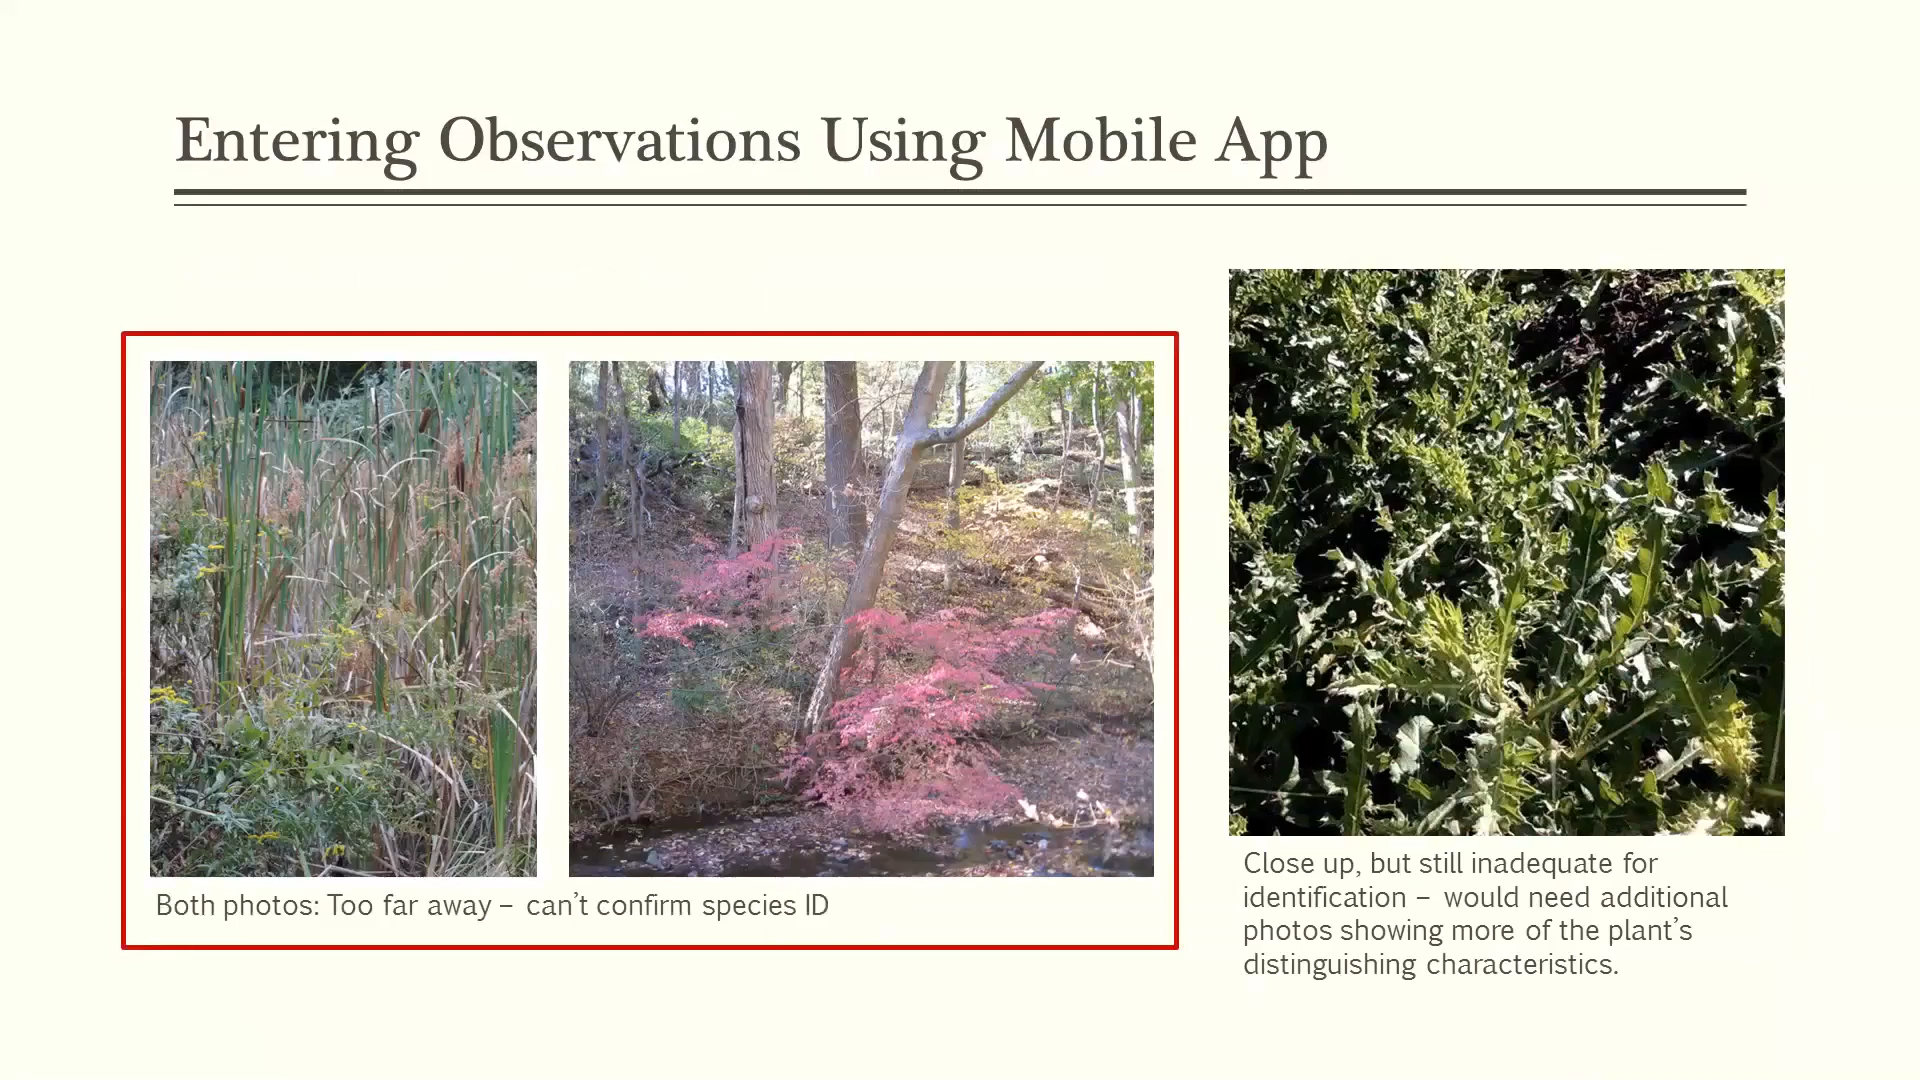 Entering Observations Using Mobile App
Both photos: Too far away – can’t confirm species ID
Close up, but still inadequate for
identification – would need additional
photos showing more of the plant’s
distinguishing characteristics.